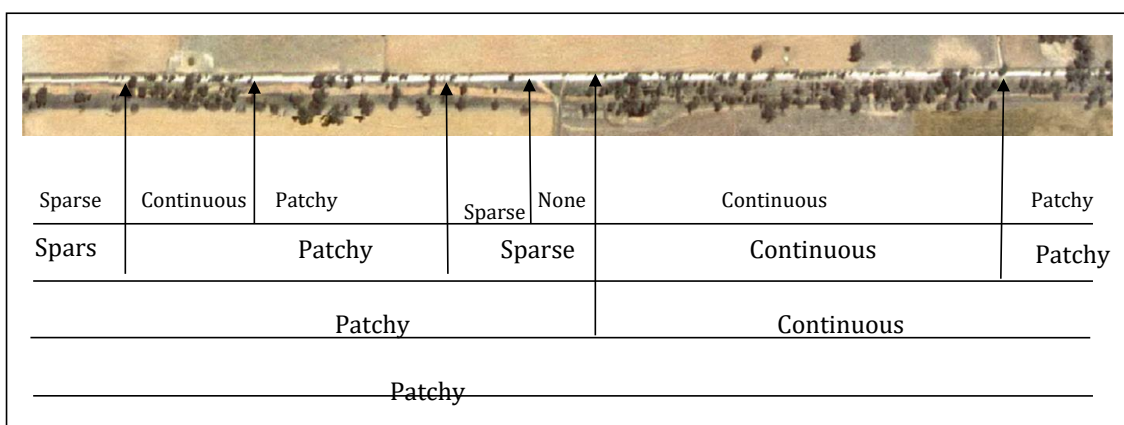 Sparse Continuous Patchy Sparse None Continuous Patchy
Spars Patchy Sparse Continuous Patchy
Patchy Continuous
Patchy